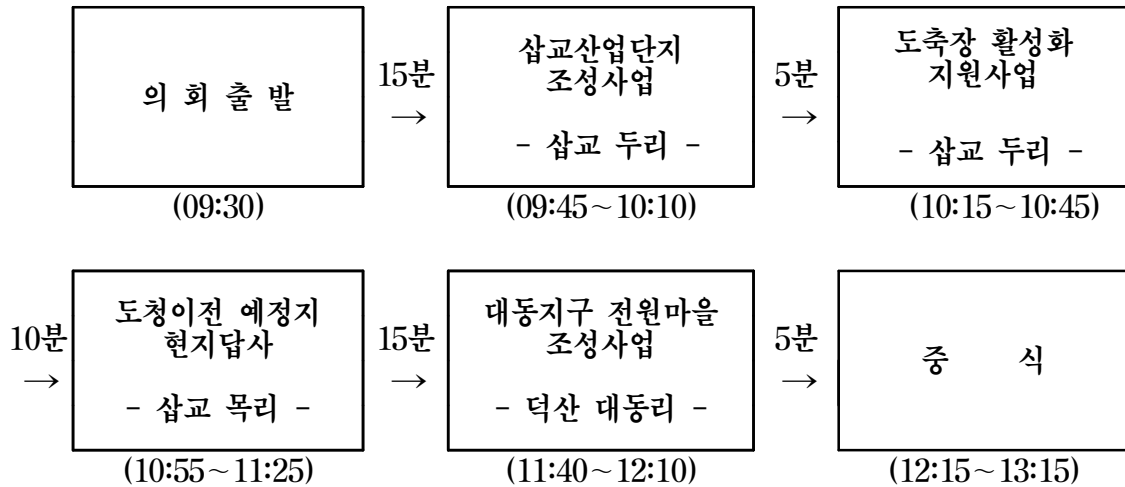 의 회 출 발
(09:30)
15분
→
삽교산업단지
조성사업
- 삽교 두리 -
(09:45~10:10)
5분
→
도축장 활성화
지원사업
- 삽교 두리 -
(10:15~10:45)
10분
→
도청이전 예정지
현지답사
- 삽교 목리 -
(10:55~11:25)
15분
→
대동지구 전원마을
조성사업
- 덕산 대동리 -
(11:40~12:10)
5분
→
중 식
(12:15~13:15)